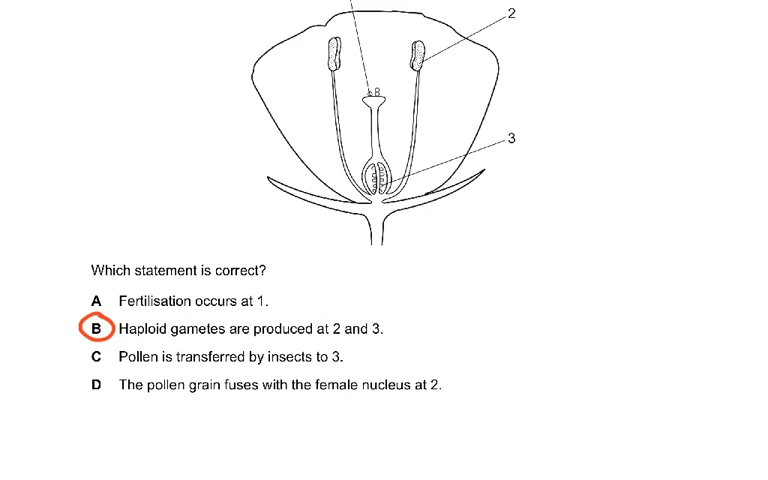 2
3
Which statement is correct?
A Fertilisation occurs at 1.
B Haploid gametes are produced at 2 and 3.
C Pollen is transferred by insects to 3.
D The pollen grain fuses with the female nucleus at 2.